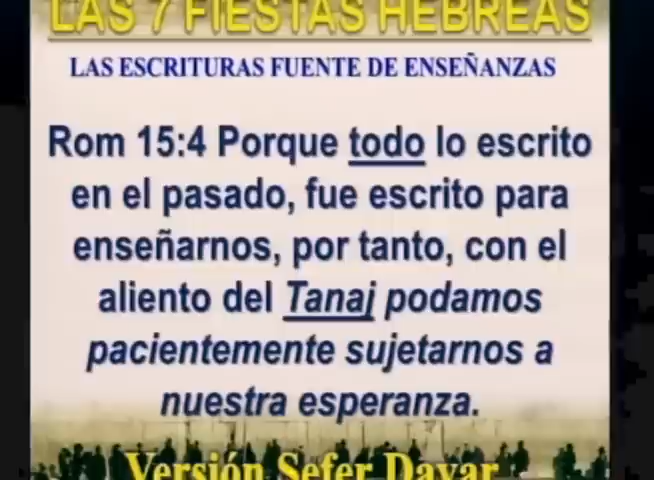 LAS 7 FIESTAS HEBREAS
LAS ESCRITURAS FUENTE DE ENSEÑANZAS
Rom 15:4 Porque todo lo escrito
en el pasado, fue escrito para
enseñarnos, por tanto, con el
aliento del Tanaj podamos
pacientemente sujetarnos a
nuestra esperanza.
Versión Sefer Davar